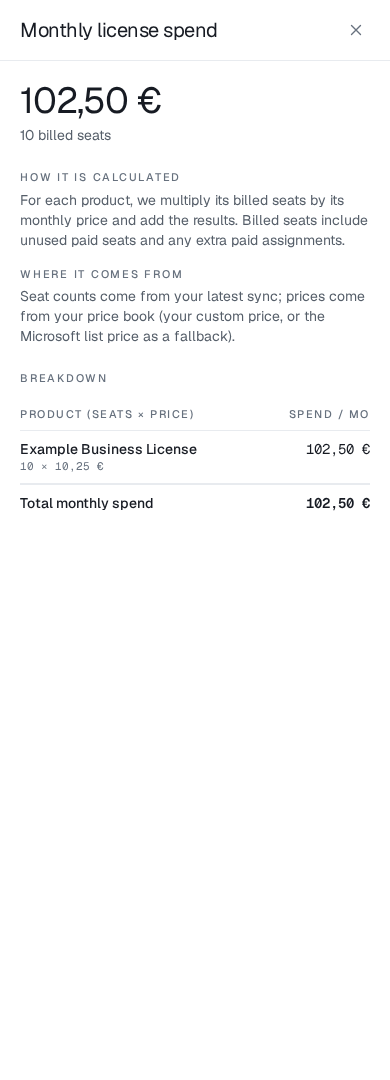 Monthly license spend
102,50 €
10 billed seats
HOW IT IS CALCULATED
For each product, we multiply its billed seats by its
monthly price and add the results. Billed seats include
unused paid seats and any extra paid assignments.
WHERE IT COMES FROM
Seat counts come from your latest sync; prices come
from your price book (your custom price, or the
Microsoft list price as a fallback).
BREAKDOWN
PRODUCT (SEATS × PRICE) SPEND / MO
Example Business License 102,50 €
10 × 10,25 €
Total monthly spend 102,50 €